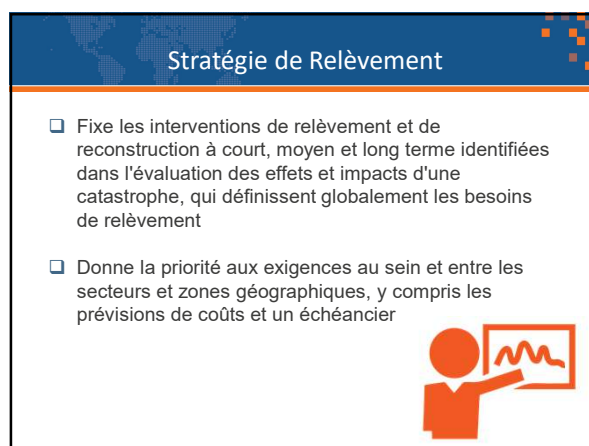 Stratégie de Relèvement
❑ Fixe les interventions de relèvement et de
reconstruction à court, moyen et long terme identifiées
dans l'évaluation des effets et impacts d'une
catastrophe, qui définissent globalement les besoins
de relèvement
❑ Donne la priorité aux exigences au sein et entre les
secteurs et zones géographiques, y compris les
prévisions de coûts et un échéancier